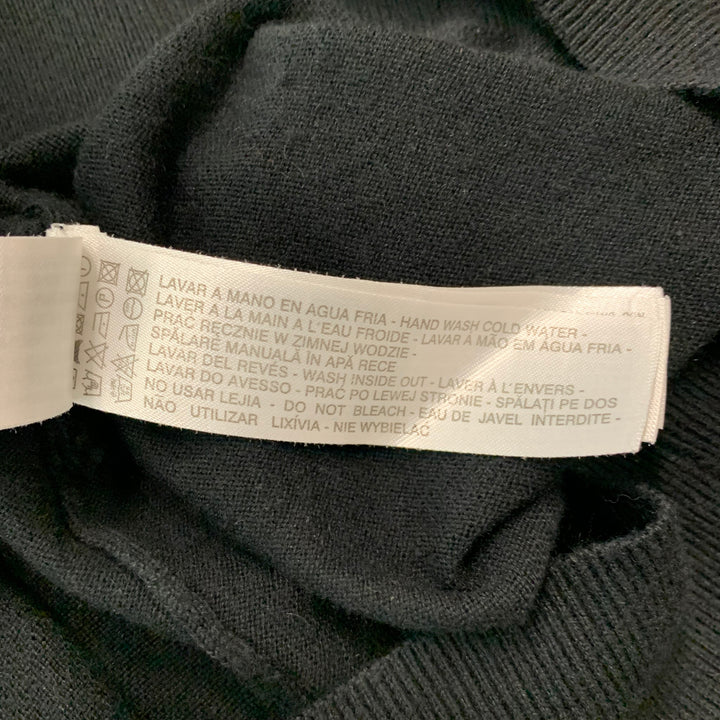 LAVAR A MANO EN AGUA FRIA - HAND WASH COLD WATER -
LAVER A LA MAIN A L'EAU FROIDE - LAVAR A MÃO EM ÁGUA FRIA -
PRAĆ RĘCZNIE W ZIMNEJ WODZIE -
SPĂLARE MANUALĂ IN APĂ RECE
LAVAR DEL REVÉS - WASH INSIDE OUT - LAVER À L'ENVERS -
LAVAR DO AVESSO - PRAĆ PO LEWEJ STRONIE - SPĂLAȚI PE DOS
NO USAR LEJIA - DO NOT BLEACH - EAU DE JAVEL INTERDITE -
NÃO UTILIZAR LIXÍVIA - NIE WYBIELAĆ